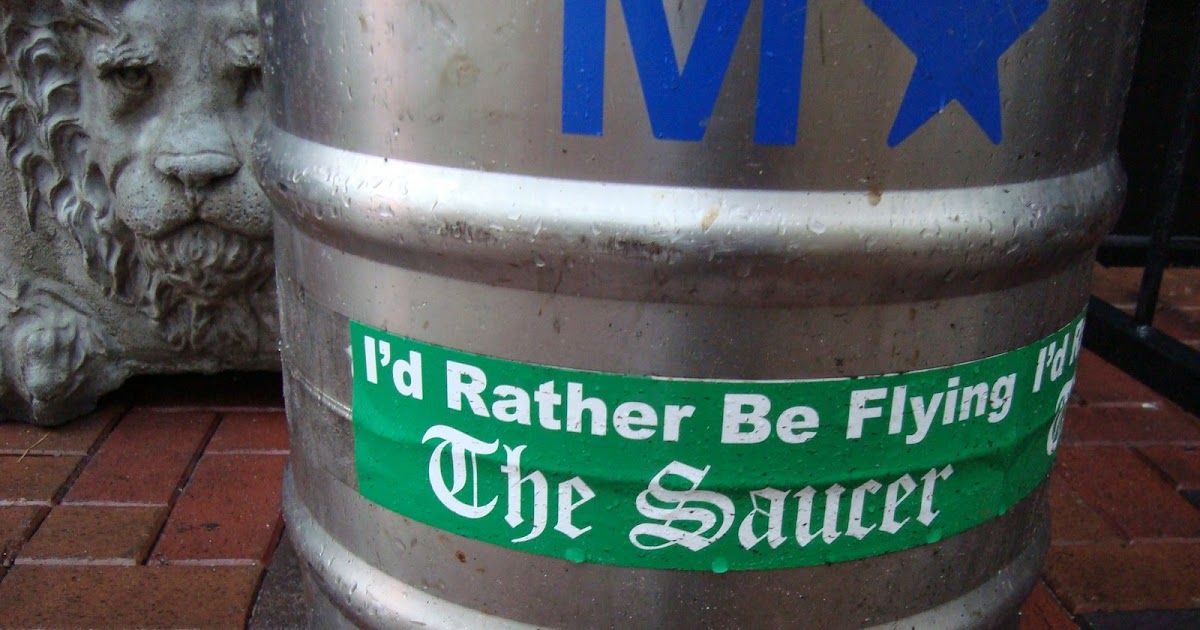 M
I'd Rather Be Flying
The Saucer
I'd